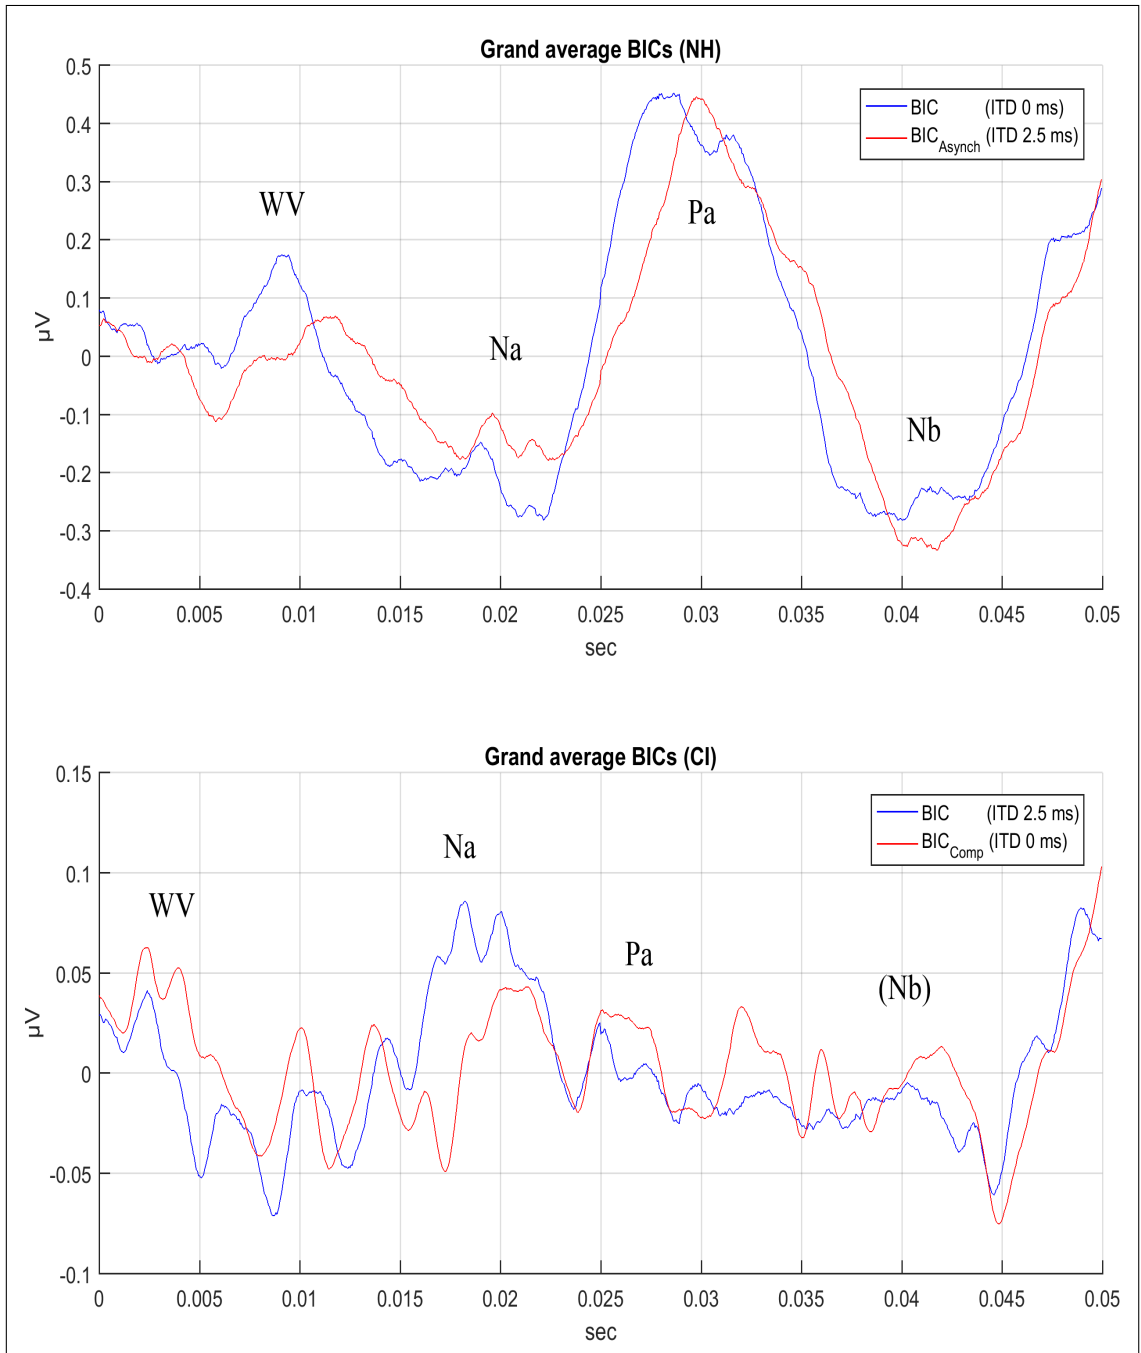 Grand average BICs (NH)
0.5
0.4
0.3
0.2
0.1
0
-0.1
-0.2
-0.3
-0.4
µV
BIC (ITD 0 ms)
BIC_Asynch (ITD 2.5 ms)
WV
Na
Pa
Nb
0 0.005 0.01 0.015 0.02 0.025 0.03 0.035 0.04 0.045 0.05
sec
Grand average BICs (CI)
0.15
0.1
0.05
0
-0.05
-0.1
µV
BIC (ITD 2.5 ms)
BIC_Comp (ITD 0 ms)
WV
Na
Pa
(Nb)
0 0.005 0.01 0.015 0.02 0.025 0.03 0.035 0.04 0.045 0.05
sec